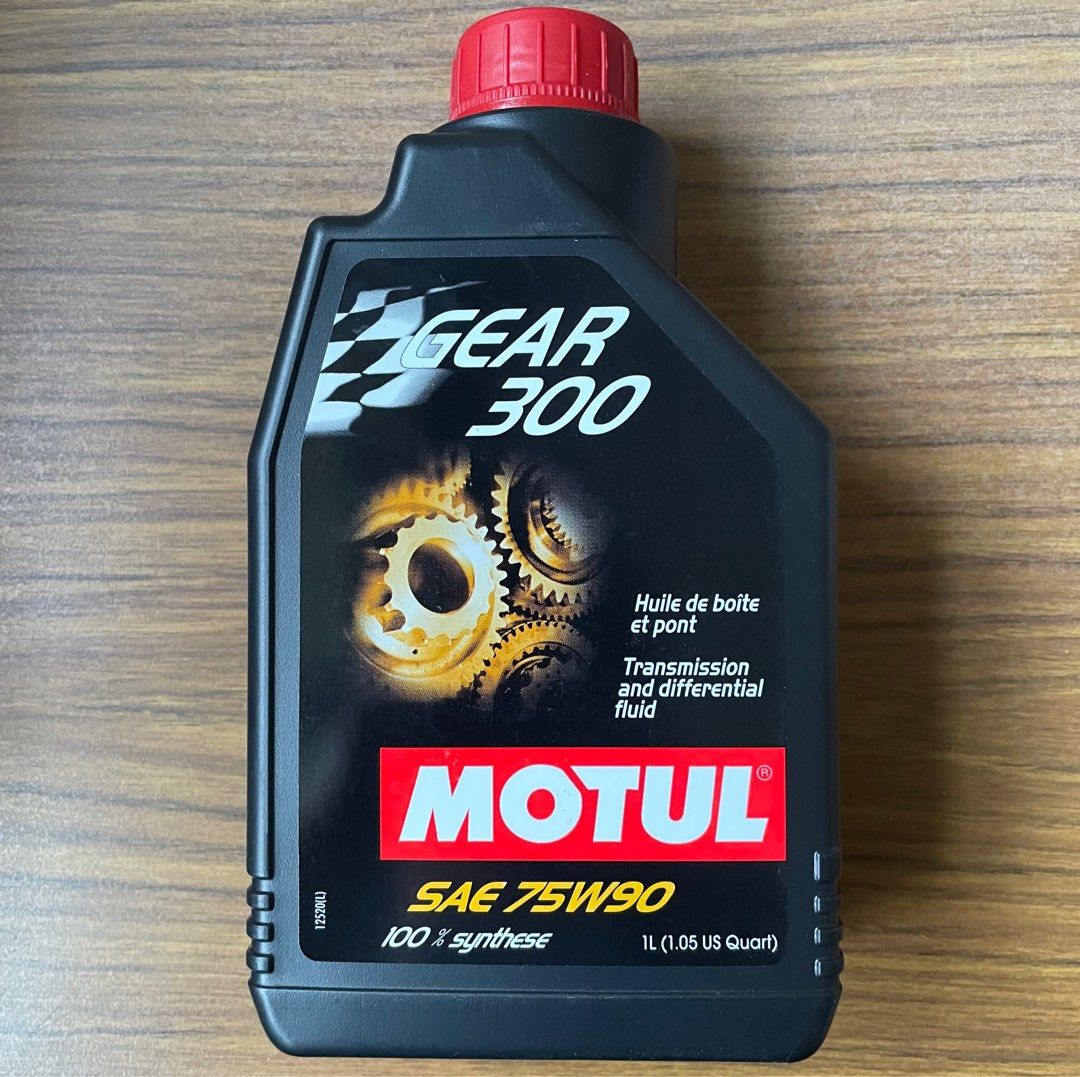 GEAR
300
Huile de boîte
et pont
Transmission
and differential
fluid
MOTUL®
SAE 75W90
100 % synthese
1L (1.05 US Quart)
12520(L)